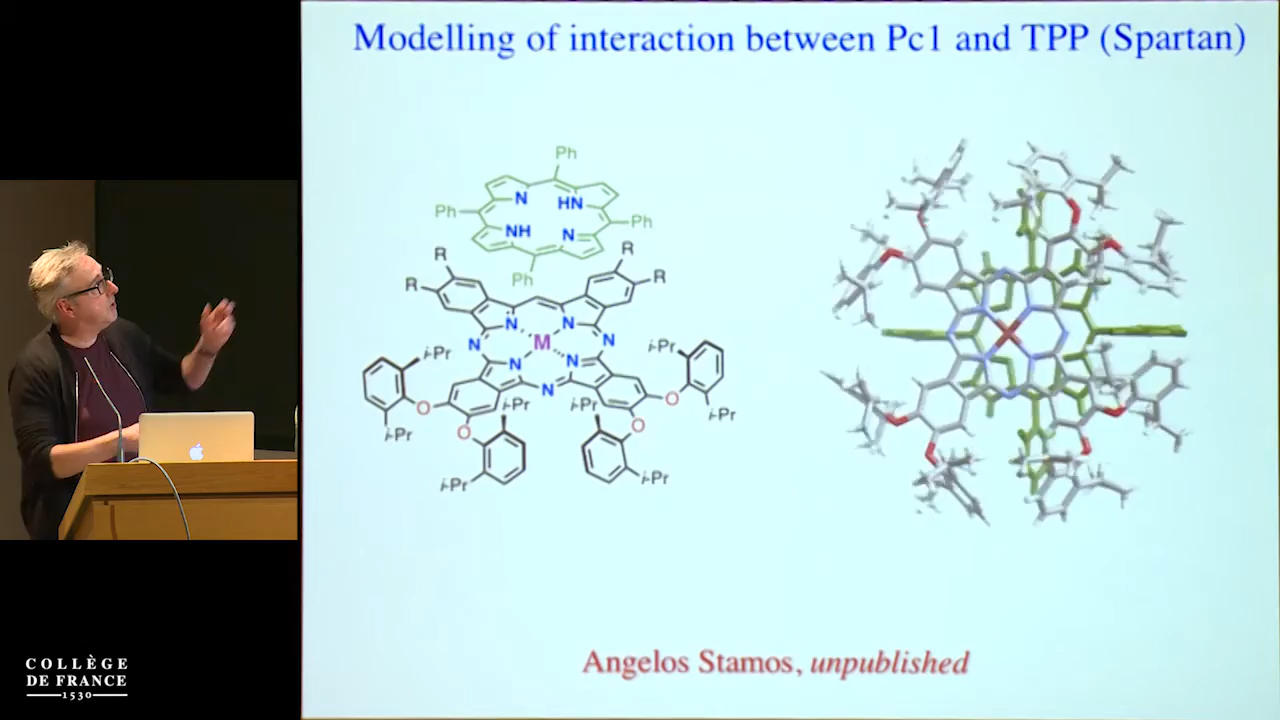 Modelling of interaction between Pc1 and TPP (Spartan)
Ph
N
HN
Ph
Ph
NH
N
Ph
R
R
R
R
N
N
N
M
N
N
N
N
i-Pr
i-Pr
O
i-Pr
i-Pr
O
i-Pr
i-Pr
O
O
i-Pr
i-Pr
Angelos Stamos, unpublished
COLLÈGE
DE FRANCE
1530